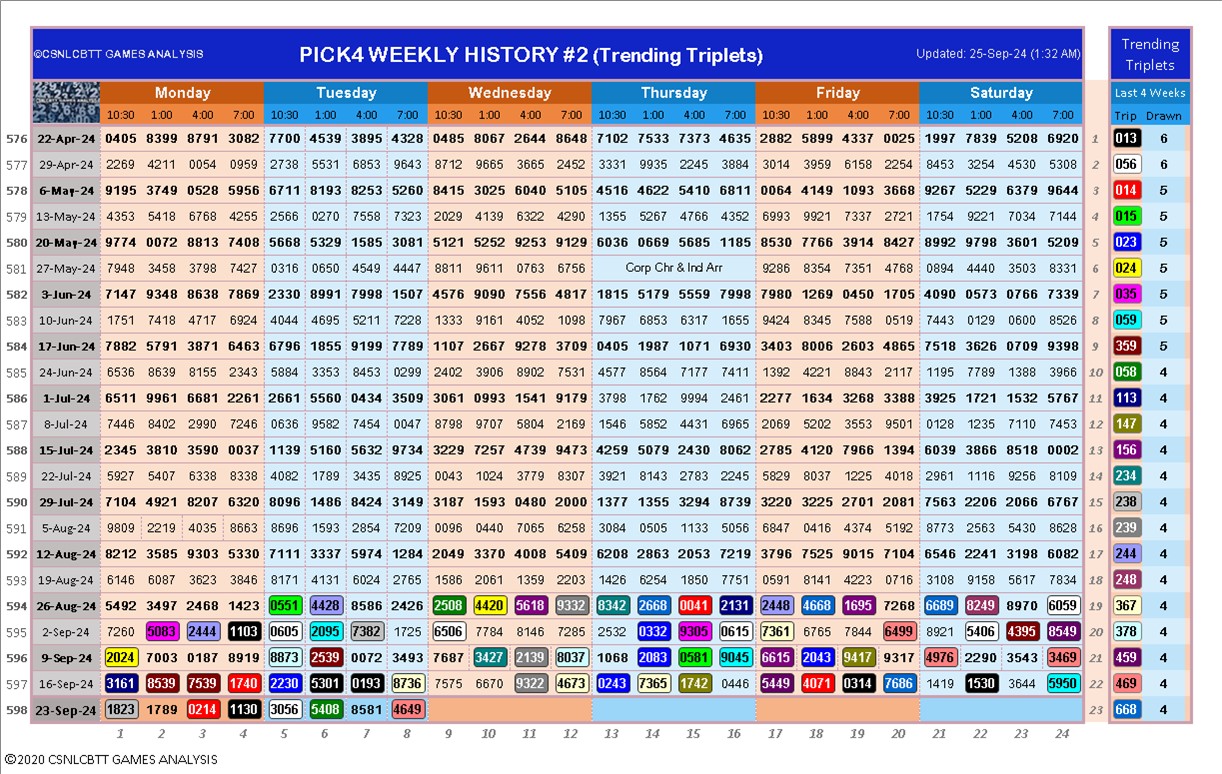 ©CSNLCBTT GAMES ANALYSIS PICK4 WEEKLY HISTORY #2 (Trending Triplets) Updated: 25-Sep-24 (1:32 AM) Trending
Triplets
Monday Tuesday Wednesday Thursday Friday Saturday Last 4 Weeks
10:30 1:00 4:00 7:00 10:30 1:00 4:00 7:00 10:30 1:00 4:00 7:00 10:30 1:00 4:00 7:00 10:30 1:00 4:00 7:00 10:30 1:00 4:00 7:00 Trip Drawn
576 22-Apr-24 0405 8399 8791 3082 7700 4539 3895 4328 0485 8067 2644 8648 7102 7533 7373 4635 2882 5899 4337 0025 1997 7839 5208 6920 1 013 6
577 29-Apr-24 2269 4211 0054 0959 2738 5531 6853 9643 8712 9665 3665 2452 3331 9935 2245 3884 3014 3959 6158 2254 8453 3254 4530 5308 2 056 6
578 6-May-24 9195 3749 0528 5956 6711 8193 8253 5260 8415 3025 6040 5105 4516 4622 5410 6811 0064 4149 1093 3668 9267 5229 6379 9644 3 014 5
579 13-May-24 4353 5418 6768 4255 2566 0270 7558 7323 2029 4139 6322 4290 1355 5267 4766 4352 6993 9921 7337 2721 1754 9221 7034 7144 4 015 5
580 20-May-24 9774 0072 8813 7408 5668 5329 1585 3081 5121 5252 9253 9129 6036 0669 5685 1185 8530 7766 3914 8427 8992 9798 3601 5209 5 023 5
581 27-May-24 7948 3458 3798 7427 0316 0650 4549 4447 8811 9611 0763 6756 Corp Chr & Ind Arr 9286 8354 7351 4768 0894 4440 3503 8331 6 024 5
582 3-Jun-24 7147 9348 8638 7869 2330 8991 7998 1507 4576 9090 7556 4817 1815 5179 5559 7998 7980 1269 0450 1705 4090 0573 0766 7339 7 035 5
583 10-Jun-24 1751 7418 4717 6924 4044 4695 5211 7228 1333 9161 4052 1098 7967 6853 6317 1655 9424 8345 7588 0519 7443 0129 0600 8526 8 059 5
584 17-Jun-24 7882 5791 3871 6463 6796 1855 9199 7789 1107 2667 9278 3709 0405 1987 1071 6930 3403 8006 2603 4865 7518 3626 0709 9398 9 359 5
585 24-Jun-24 6536 8639 8155 2343 5884 3353 8453 0299 2402 3906 8902 7531 4577 8564 7177 7411 1392 4221 8843 2117 1195 7789 1388 3966 10 058 4
586 1-Jul-24 6511 9961 6681 2261 2661 5560 0434 3509 3061 0993 1541 9179 3798 1762 9994 2461 2277 1634 3268 3388 3925 1721 1532 5767 11 113 4
587 8-Jul-24 7446 8402 2990 7246 0636 9582 7454 0047 8798 9707 5804 2169 1546 5852 4431 6965 2069 5202 3553 9501 0128 1235 7110 7453 12 147 4
588 15-Jul-24 2345 3810 3590 0037 1139 5160 5632 9734 3229 7257 4739 9473 4259 5079 2430 8062 2785 4120 7966 1394 6039 3866 8518 0002 13 156 4
589 22-Jul-24 5927 5407 6338 8338 4082 1789 3435 8925 3043 1024 3779 8307 3921 8143 2781 2245 5829 8037 1225 4018 2961 1116 9256 8109 14 234 4
590 29-Jul-24 7104 4921 8207 6320 8096 1486 8424 3149 3187 1593 0480 2000 1377 1355 3294 8739 3220 3225 2701 2081 7563 2206 2066 6767 15 238 4
591 5-Aug-24 9809 2219 4035 8663 8696 1593 2854 7209 0096 0440 7065 6258 3084 0505 1133 5056 6847 0416 4374 5192 8773 2563 5430 8628 16 239 4
592 12-Aug-24 8212 3585 9303 5330 7111 3337 5974 1284 2049 3370 4008 5409 6208 2863 2053 7219 3796 7525 9015 7104 6546 2241 3198 6082 17 244 4
593 19-Aug-24 6146 6087 3623 3846 8171 4131 6024 2765 1586 2061 1359 2203 1426 6254 1850 7751 0591 8141 4223 0716 3108 9158 5617 7834 18 248 4
594 26-Aug-24 5492 3497 2468 1423 0551 4428 8586 2426 2508 4420 5618 9332 8342 2668 0041 2131 2448 4668 1695 7268 6689 8249 8970 6059 19 367 4
595 2-Sep-24 7260 5083 2444 1103 0605 2095 7382 1725 6506 7784 8146 7285 2532 0332 9305 0615 7361 6765 7844 6499 8921 5406 4395 8549 20 378 4
596 9-Sep-24 2024 7003 0187 8919 8873 2539 0072 3493 7687 3427 2139 8037 1068 2083 0581 9045 6615 2043 9417 9317 4976 2290 3543 3469 21 459 4
597 16-Sep-24 3161 8539 7539 1740 2230 5301 0193 8736 7575 6670 9322 4673 0243 7365 1742 0446 5449 4071 0314 7686 1419 1530 3644 5950 22 469 4
598 23-Sep-24 1823 1789 0214 1130 3056 5408 8581 4649 23 668 4
1 2 3 4 5 6 7 8 9 10 11 12 13 14 15 16 17 18 19 20 21 22 23 24
©2020 CSNLCBTT GAMES ANALYSIS